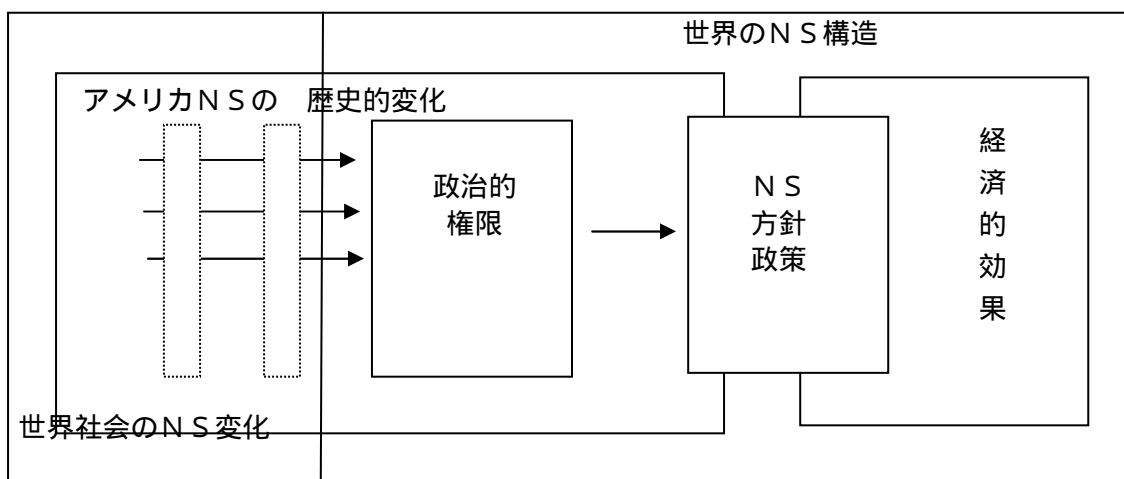 世界のＮＳ構造
アメリカＮＳの　歴史的変化
政治的
権限
ＮＳ
方針
政策
経済的効果
世界社会のＮＳ変化